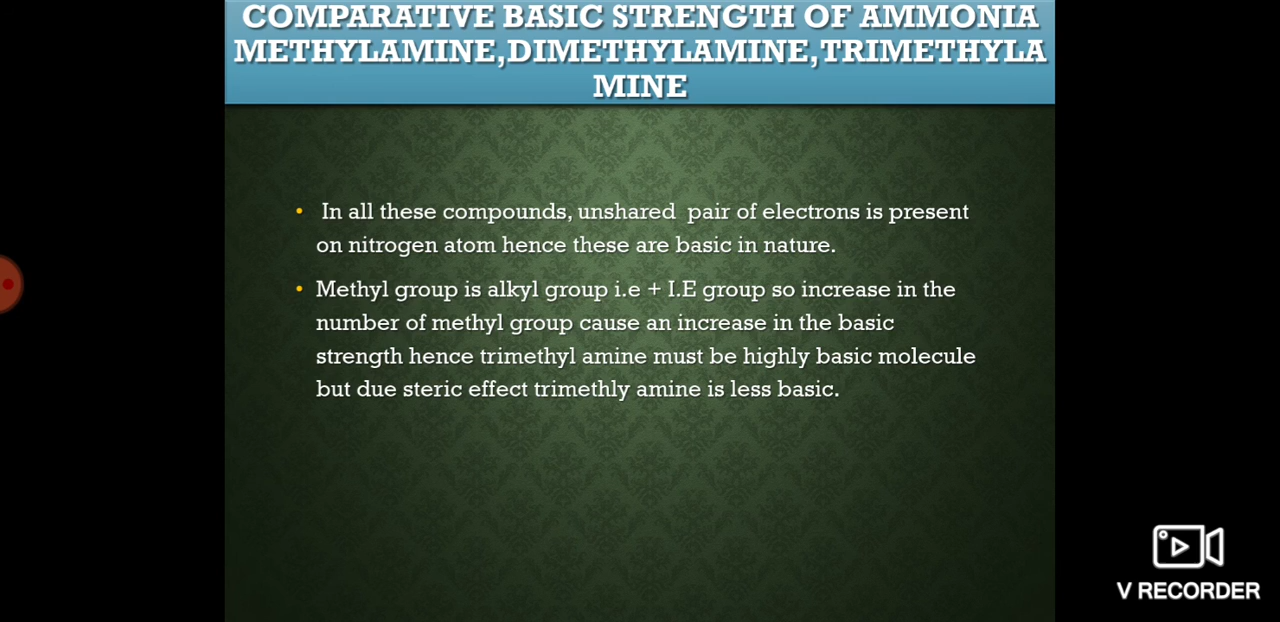 COMPARATIVE BASIC STRENGTH OF AMMONIA
METHYLAMINE,DIMETHYLAMINE,TRIMETHYLA
MINE
• In all these compounds, unshared pair of electrons is present
on nitrogen atom hence these are basic in nature.
• Methyl group is alkyl group i.e + I.E group so increase in the
number of methyl group cause an increase in the basic
strength hence trimethyl amine must be highly basic molecule
but due steric effect trimethly amine is less basic.
V RECORDER